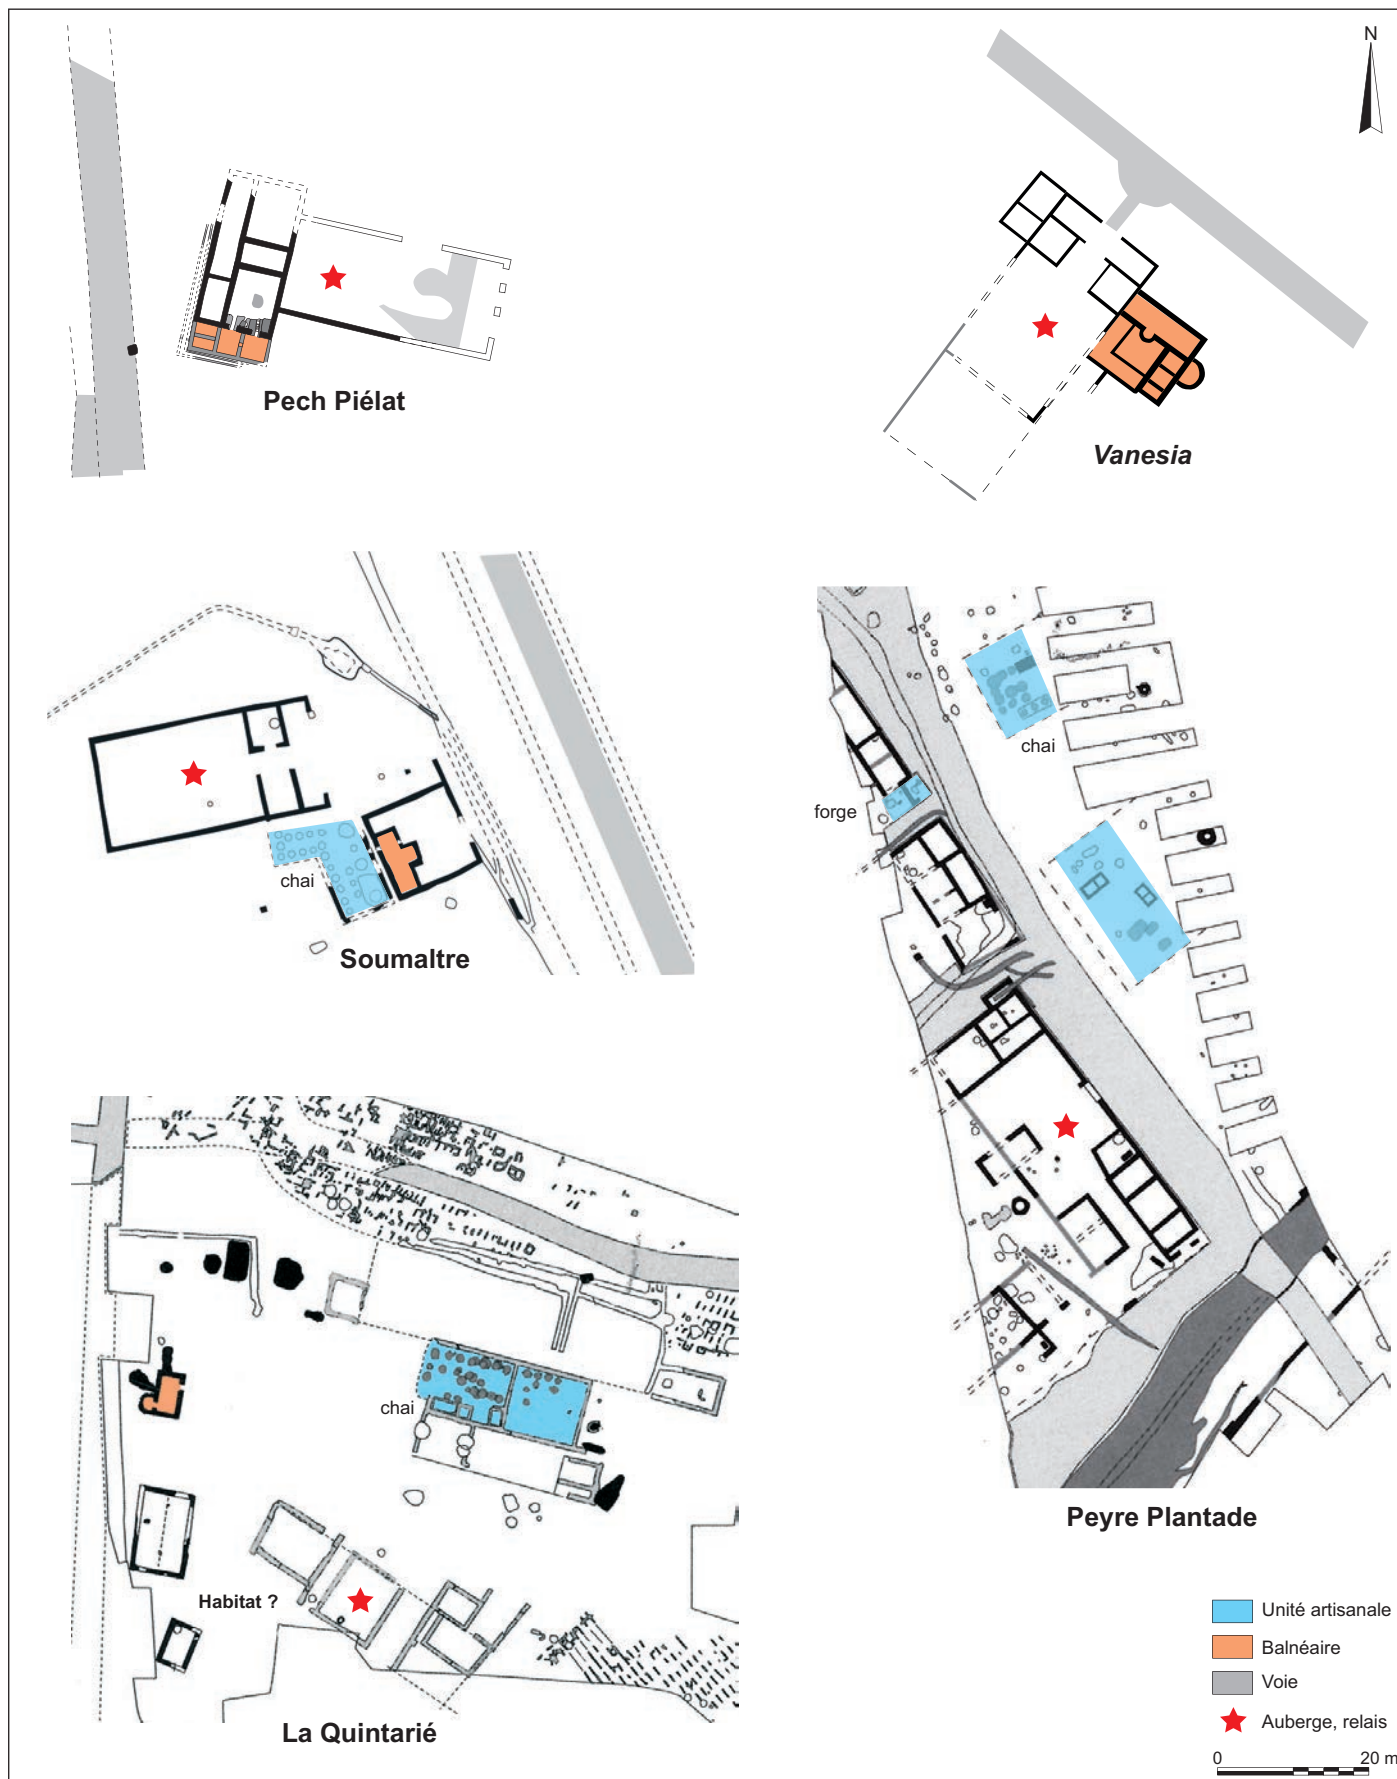 N
Pech Piélat
Vanesia
chai
Soumaltre
chai
forge
Peyre Plantade
chai
Habitat ?
La Quintarié
Unité artisanale
Balnéaire
Voie
Auberge, relais
0 20 m